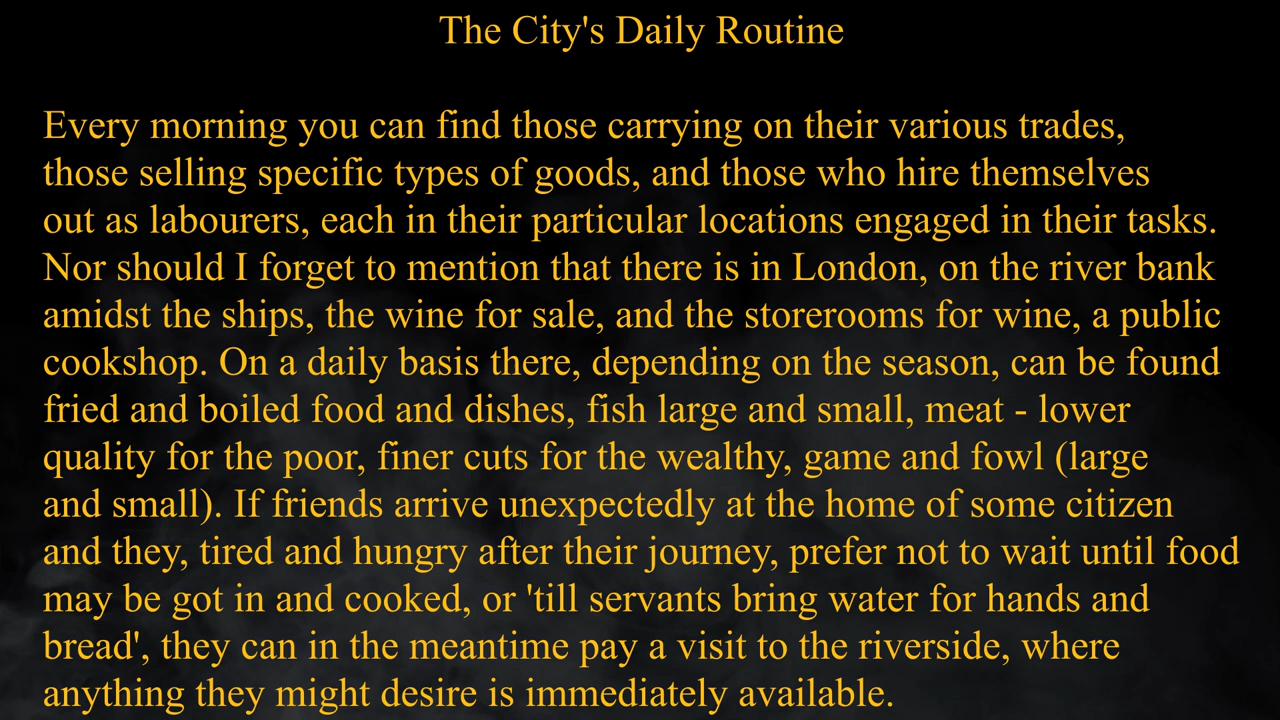 The City's Daily Routine
Every morning you can find those carrying on their various trades,
those selling specific types of goods, and those who hire themselves
out as labourers, each in their particular locations engaged in their tasks.
Nor should I forget to mention that there is in London, on the river bank
amidst the ships, the wine for sale, and the storerooms for wine, a public
cookshop. On a daily basis there, depending on the season, can be found
fried and boiled food and dishes, fish large and small, meat - lower
quality for the poor, finer cuts for the wealthy, game and fowl (large
and small). If friends arrive unexpectedly at the home of some citizen
and they, tired and hungry after their journey, prefer not to wait until food
may be got in and cooked, or 'till servants bring water for hands and
bread', they can in the meantime pay a visit to the riverside, where
anything they might desire is immediately available.